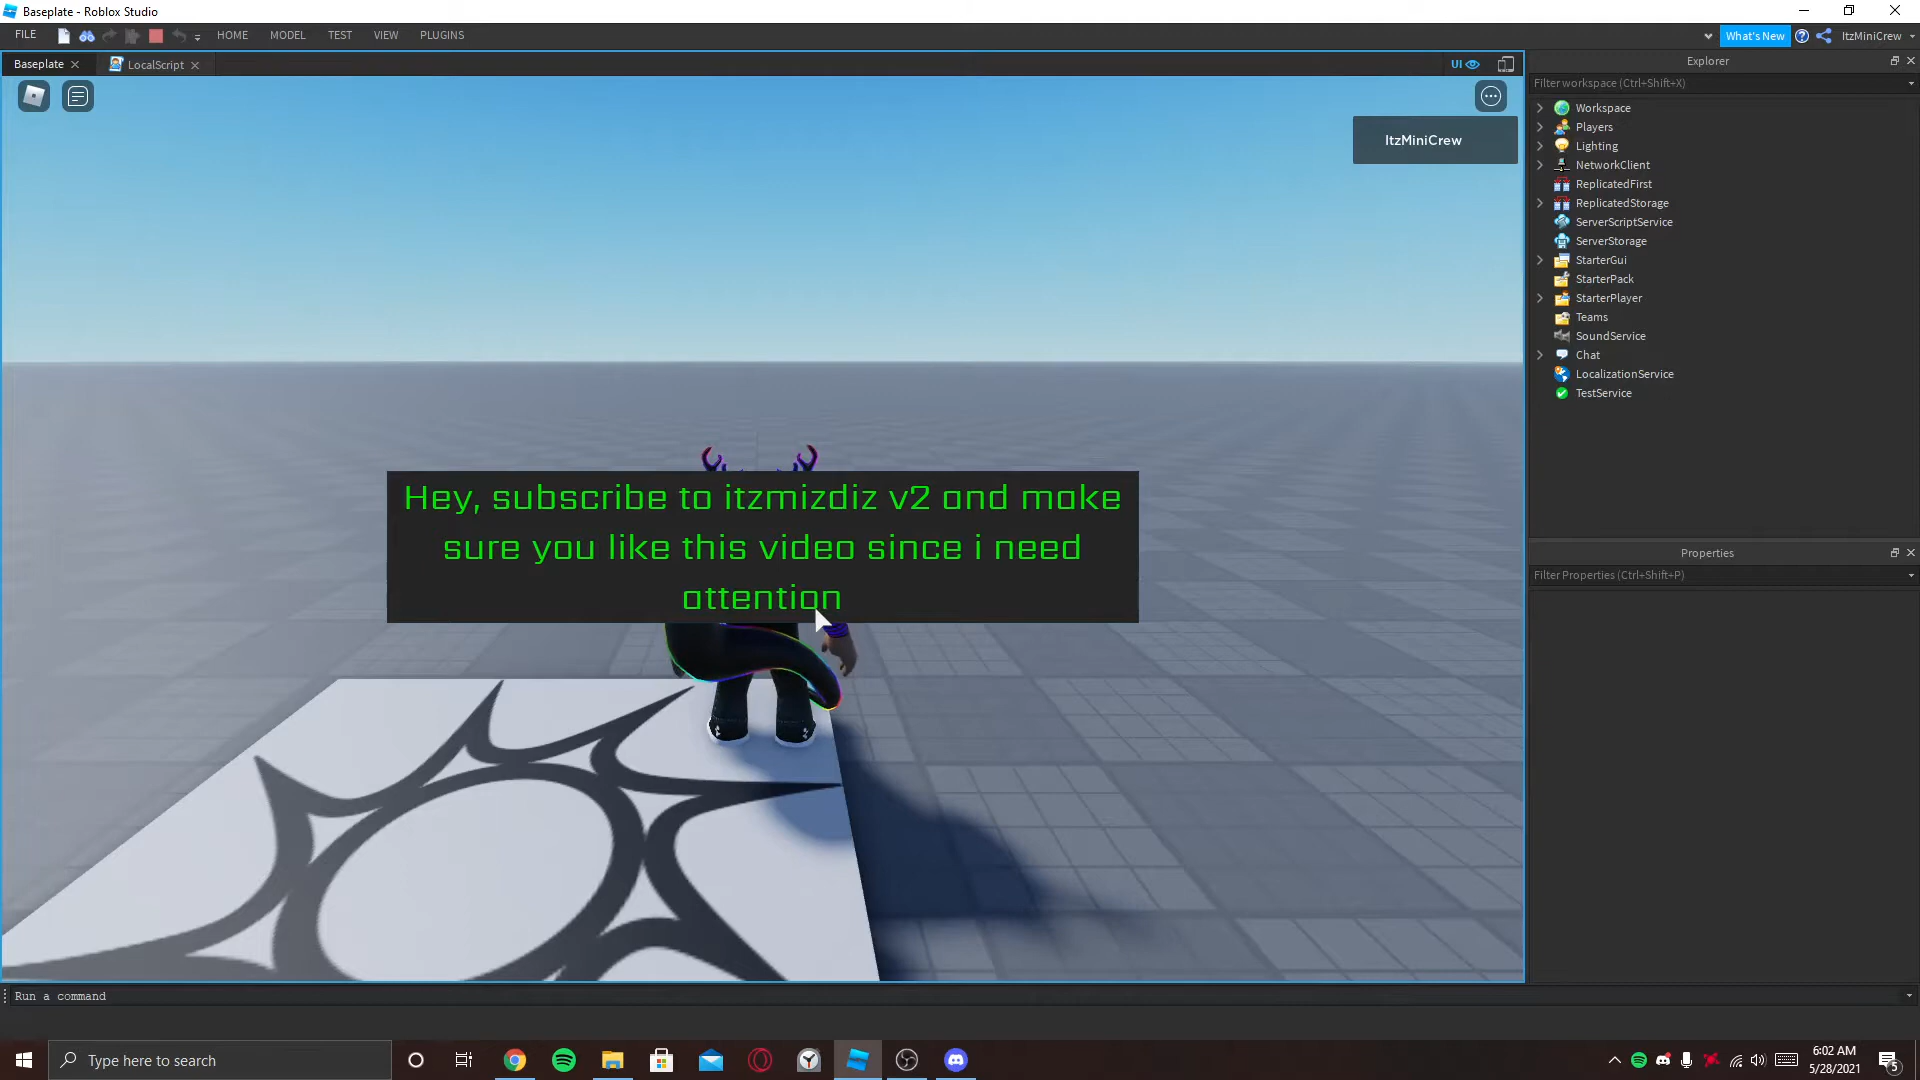 Baseplate - Roblox Studio
FILE HOME MODEL TEST VIEW PLUGINS What's New ItzMiniCrew
Baseplate LocalScript UI
ItzMiniCrew
Hey, subscribe to itzmizdiz v2 and make
sure you like this video since i need
attention
Explorer
Filter workspace (Ctrl+Shift+X)
Workspace
Players
Lighting
NetworkClient
ReplicatedFirst
ReplicatedStorage
ServerScriptService
ServerStorage
StarterGui
StarterPack
StarterPlayer
Teams
SoundService
Chat
LocalizationService
TestService
Properties
Filter Properties (Ctrl+Shift+P)
Run a command
Type here to search
6:02 AM
5/28/2021
5